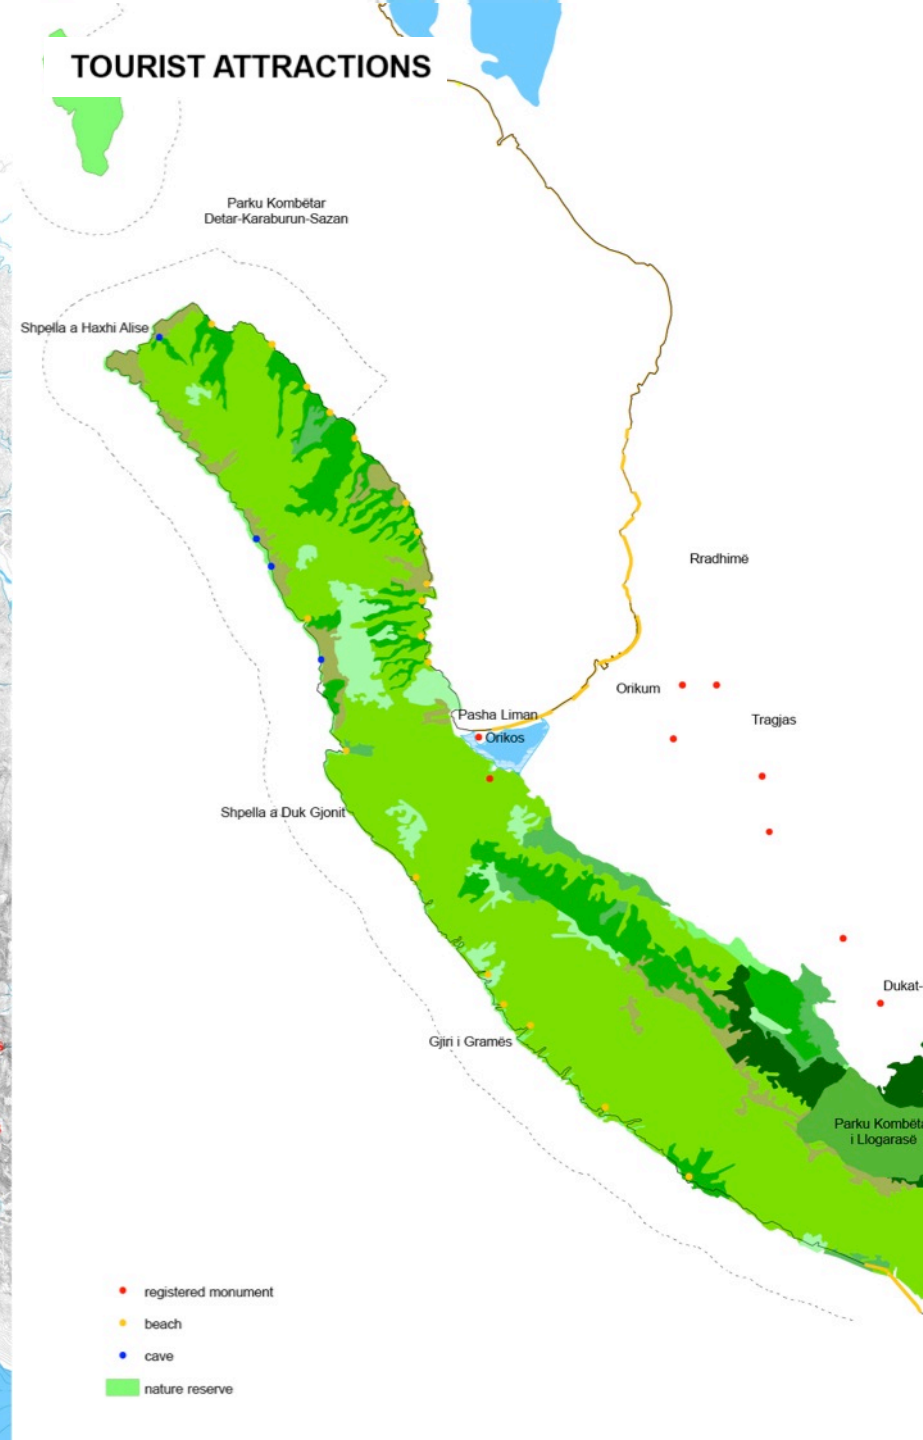 TOURIST ATTRACTIONS
Parku Kombëtar
Detar-Karaburun-Sazan
Shpella a Haxhi Alise
Rradhimë
Orikum
Pasha Liman
Tragjas
Orikos
Shpella a Duk Gjonit
Dukat-
Gjiri i Gramës
Parku Kombëta
i Llogarasë
registered monument
beach
cave
nature reserve